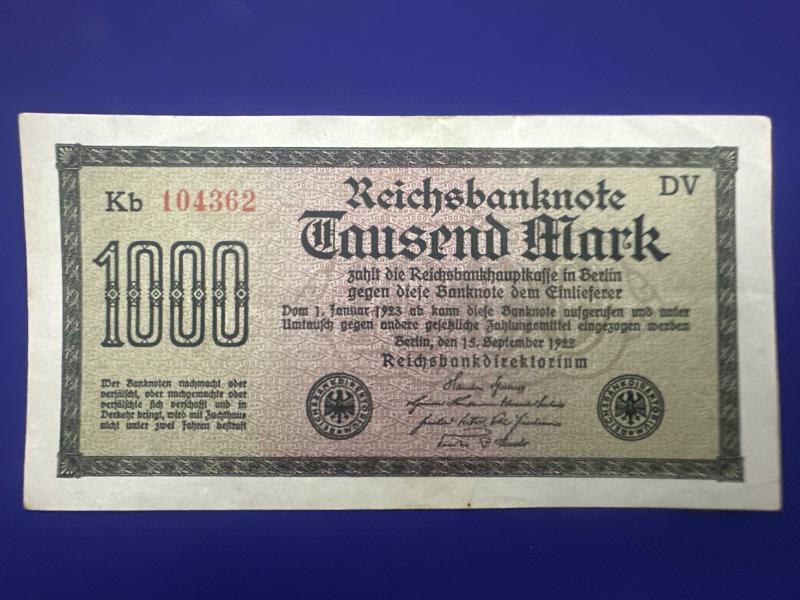 Kb 104362
DV
Reichsbanknote
Tausend Mark
zahlt die Reichsbankhauptkasse in Berlin
gegen diese Banknote dem Einlieferer
Vom 1. Januar 1923 ab kann diese Banknote aufgerufen und unter
Umtausch gegen andere gesetzliche Zahlungsmittel eingezogen werden
Berlin, den 15. September 1922
Reichsbankdirektorium
1000
Wer Banknoten nachmacht oder
verfälscht, oder nachgemachte oder
verfälschte sich verschafft und in
Verkehr bringt, wird mit Zuchthaus
nicht unter zwei Jahren bestraft
REICHSBANKDIREKTORIUM
REICHSBANKDIREKTORIUM